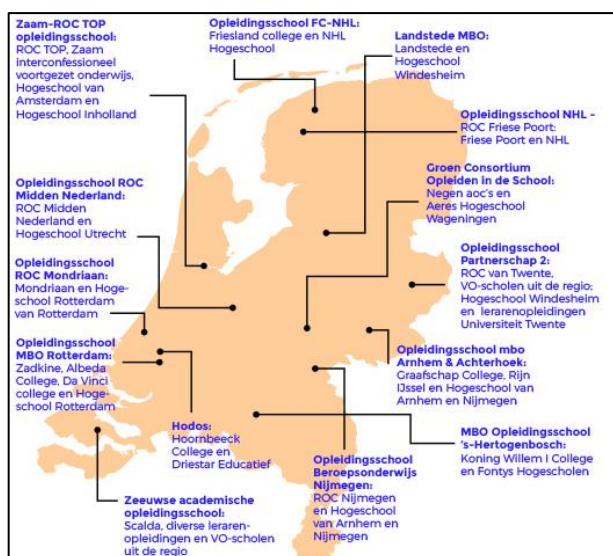 Zaam-ROC TOP
opleidingsschool:
ROC TOP, Zaam
interconfessioneel
voortgezet onderwijs,
Hogeschool van
Amsterdam en
Hogeschool Inholland
Opleidingsschool FC-NHL:
Friesland college en NHL
Hogeschool
Landstede MBO:
Landstede en
Hogeschool
Windesheim
Opleidingsschool NHL –
ROC Friese Poort:
Friese Poort en NHL
Groen Consortium
Opleiden in de School:
Negen aoc's en
Aeres Hogeschool
Wageningen
Opleidingsschool ROC
Midden Nederland:
ROC Midden
Nederland en
Hogeschool Utrecht
Opleidingsschool
Partnerschap 2:
ROC van Twente,
VO-scholen uit de regio;
Hogeschool Windesheim
en lerarenopleidingen
Universiteit Twente
Opleidingsschool
ROC Mondriaan:
Mondriaan en Hoge-
school Rotterdam
van Rotterdam
Opleidingsschool
MBO Rotterdam:
Zadkine, Albeda
College, Da Vinci
college en Hoge-
school Rotterdam
Opleidingsschool mbo
Arnhem & Achterhoek:
Graafschap College, Rijn
IJssel en Hogeschool van
Arnhem en Nijmegen
Hodos:
Hoornbeeck
College en
Driestar Educatief
MBO Opleidingsschool
's-Hertogenbosch:
Koning Willem I College
en Fontys Hogescholen
Opleidingsschool
Beroepsonderwijs
Nijmegen:
ROC Nijmegen
en Hogeschool
van Arnhem en
Nijmegen
Zeeuwse academische
opleidingsschool:
Scalda, diverse leraren-
opleidingen en VO-scholen
uit de regio